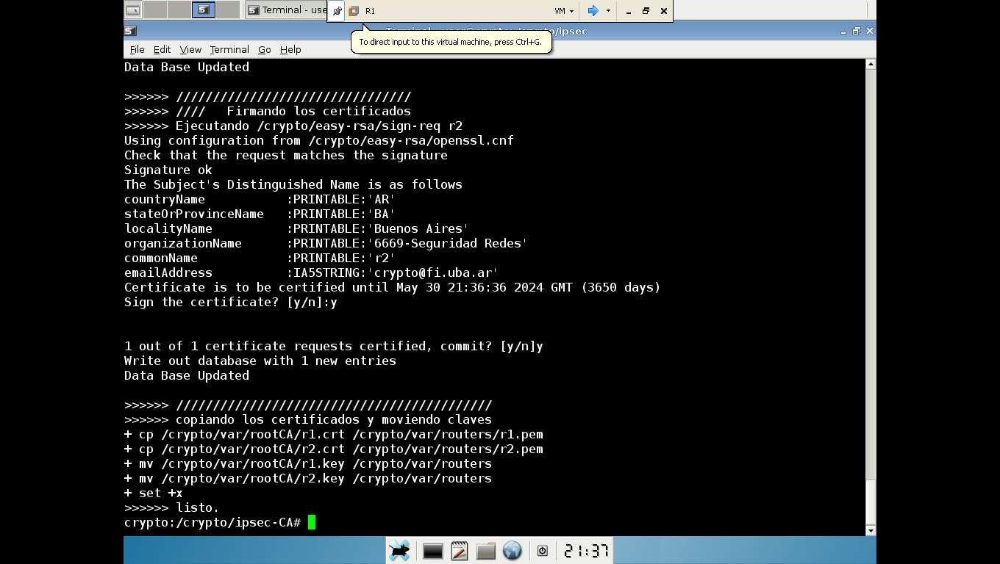 Terminal - use
R1
VM
To direct input to this virtual machine, press Ctrl+G.
File Edit View Terminal Go Help
Data Base Updated
>>>>>> ////////////////////////////////
>>>>>> ////   Firmando los certificados
>>>>>> Ejecutando /crypto/easy-rsa/sign-req r2
Using configuration from /crypto/easy-rsa/openssl.cnf
Check that the request matches the signature
Signature ok
The Subject's Distinguished Name is as follows
countryName           :PRINTABLE:'AR'
stateOrProvinceName   :PRINTABLE:'BA'
localityName          :PRINTABLE:'Buenos Aires'
organizationName      :PRINTABLE:'6669-Seguridad Redes'
commonName            :PRINTABLE:'r2'
emailAddress          :IA5STRING:'crypto@fi.uba.ar'
Certificate is to be certified until May 30 21:36:36 2024 GMT (3650 days)
Sign the certificate? [y/n]:y
1 out of 1 certificate requests certified, commit? [y/n]y
Write out database with 1 new entries
Data Base Updated
>>>>>> ///////////////////////////////////////////
>>>>>> copiando los certificados y moviendo claves
+ cp /crypto/var/rootCA/r1.crt /crypto/var/routers/r1.pem
+ cp /crypto/var/rootCA/r2.crt /crypto/var/routers/r2.pem
+ mv /crypto/var/rootCA/r1.key /crypto/var/routers
+ mv /crypto/var/rootCA/r2.key /crypto/var/routers
+ set +x
>>>>>> listo.
crypto:/crypto/ipsec-CA#
21:37